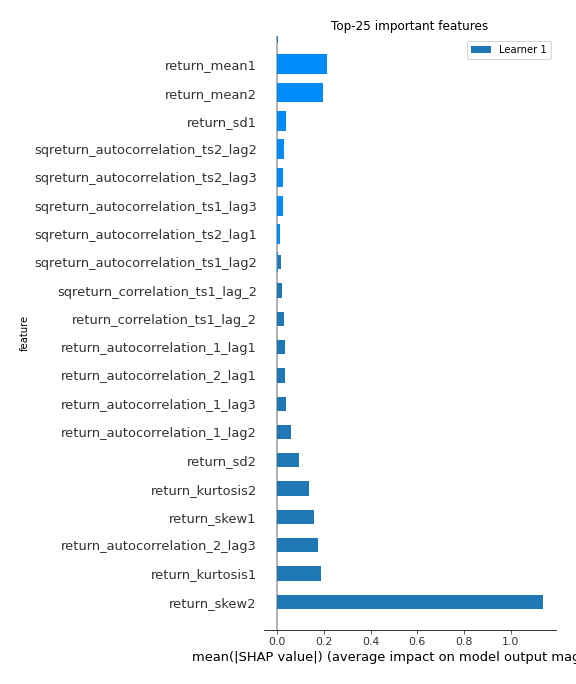 Top-25 important features
Learner 1
return_mean1
return_mean2
return_sd1
sqreturn_autocorrelation_ts2_lag2
sqreturn_autocorrelation_ts2_lag3
sqreturn_autocorrelation_ts1_lag3
sqreturn_autocorrelation_ts2_lag1
sqreturn_autocorrelation_ts1_lag2
sqreturn_correlation_ts1_lag_2
return_correlation_ts1_lag_2
return_autocorrelation_1_lag1
return_autocorrelation_2_lag1
return_autocorrelation_1_lag3
return_autocorrelation_1_lag2
return_sd2
return_kurtosis2
return_skew1
return_autocorrelation_2_lag3
return_kurtosis1
return_skew2
feature
0.0 0.2 0.4 0.6 0.8 1.0
mean(|SHAP value|) (average impact on model output mag